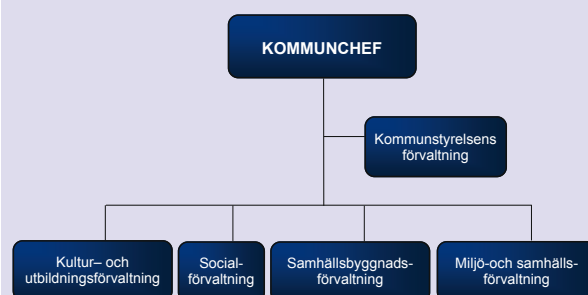 KOMMUNCHEF
Kommunstyrelsens
förvaltning
Kultur– och
utbildningsförvaltning
Social-
förvaltning
Samhällsbyggnads-
förvaltning
Miljö-och samhälls-
förvaltning